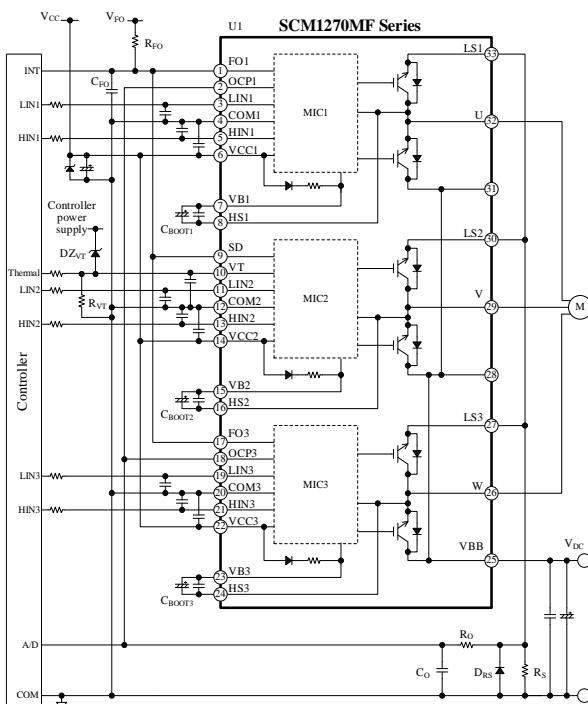 VCC
VFO
RFO
U1
SCM1270MF Series
INT
CFO
1
FO1
2
OCP1
LIN1
3
LIN1
4
COM1
HIN1
5
HIN1
6
VCC1
MIC1
LS1
33
U
32
31
CBOOT1
7
VB1
8
HS1
Controller
power
supply
DZVT
9
SD
Thermal
10
VT
LIN2
11
LIN2
RVT
12
COM2
HIN2
13
HIN2
14
VCC2
MIC2
LS2
30
V
29
M
28
CBOOT2
15
VB2
16
HS2
Controller
17
FO3
18
OCP3
LIN3
19
LIN3
20
COM3
HIN3
21
HIN3
22
VCC3
MIC3
LS3
27
W
26
VBB
25
VDC
CBOOT3
23
VB3
24
HS3
A/D
RO
CO
DRS
RS
COM